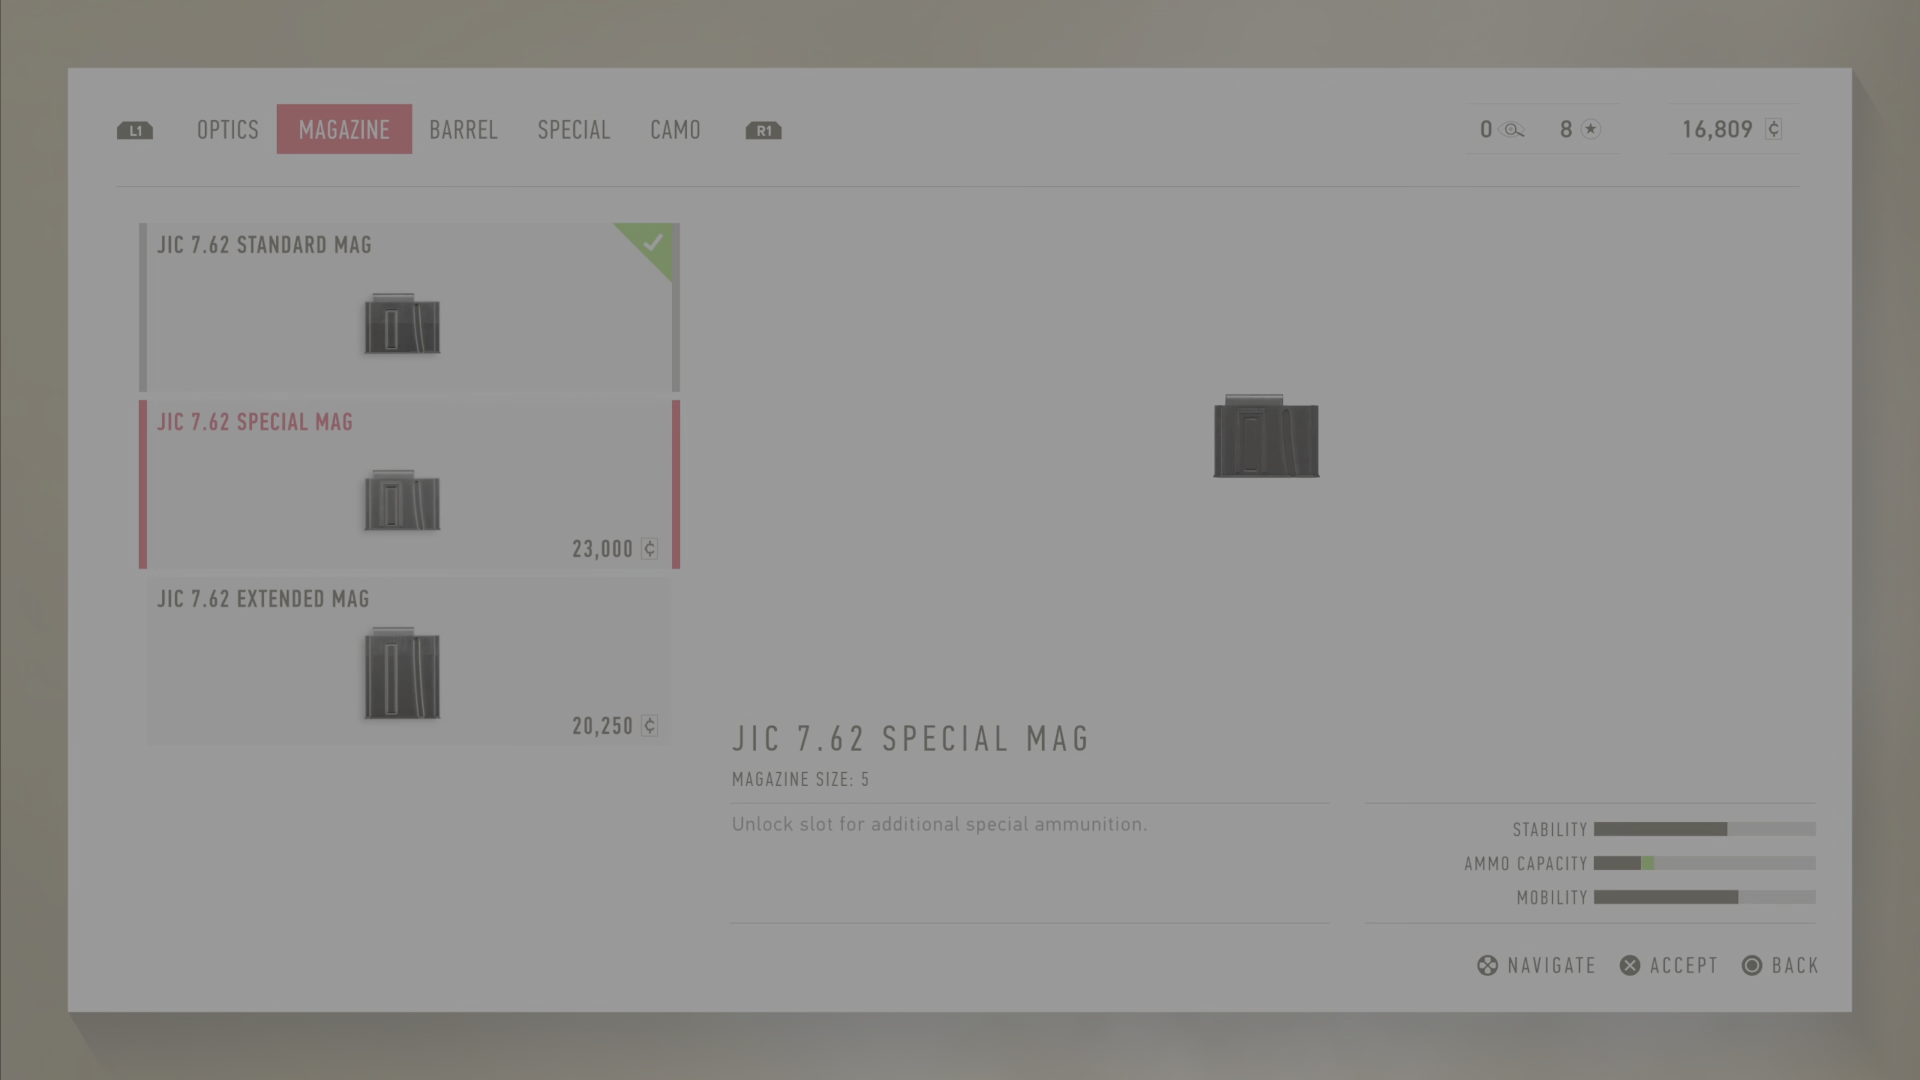 L1 OPTICS MAGAZINE BARREL SPECIAL CAMO R1 0 8 16,809 ¢
JIC 7.62 STANDARD MAG
JIC 7.62 SPECIAL MAG
23,000 ¢
JIC 7.62 EXTENDED MAG
20,250 ¢
JIC 7.62 SPECIAL MAG
MAGAZINE SIZE: 5
Unlock slot for additional special ammunition.
STABILITY
AMMO CAPACITY
MOBILITY
NAVIGATE ACCEPT BACK